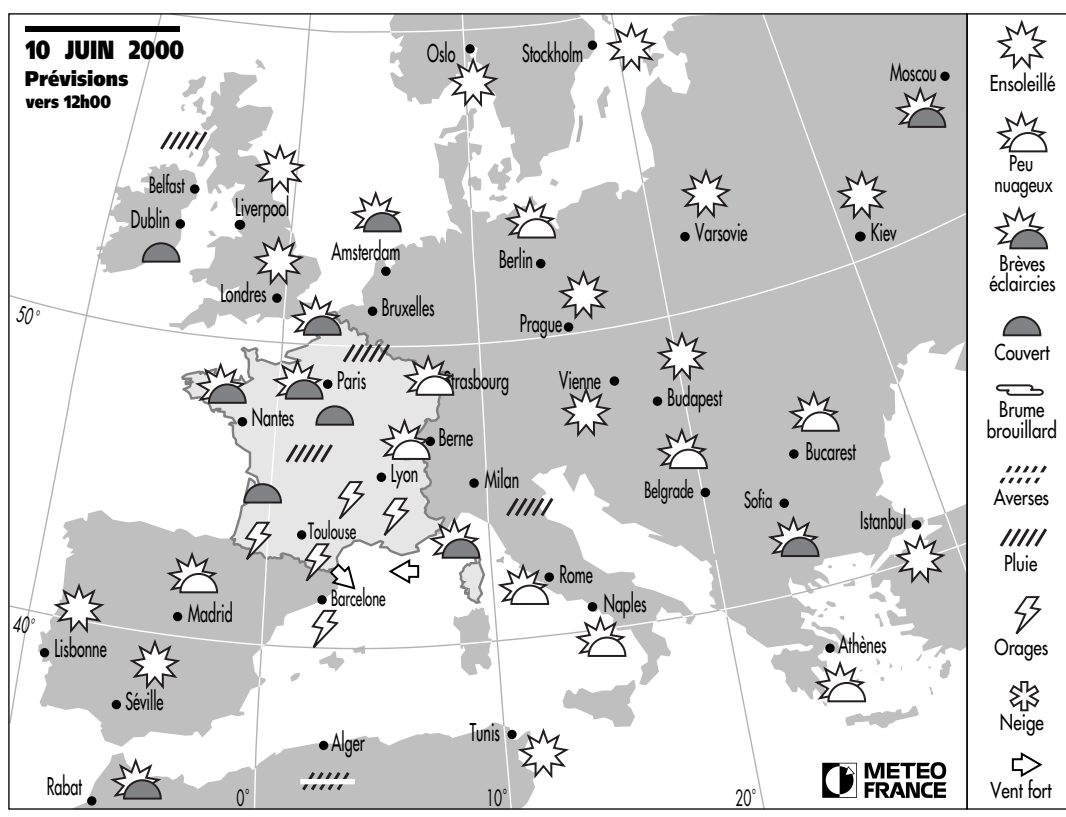 10 JUIN 2000
Prévisions
vers 12h00
Oslo
Stockholm
Moscou
Belfast
Dublin
Liverpool
Amsterdam
Berlin
Varsovie
Kiev
Londres
Bruxelles
Prague
50°
Paris
Strasbourg
Vienne
Budapest
Nantes
Berne
Bucarest
Lyon
Milan
Belgrade
Sofia
Istanbul
Toulouse
Rome
Barcelone
Naples
Madrid
40°
Lisbonne
Athènes
Séville
Tunis
Alger
Rabat
0°
10°
20°
METEO
FRANCE
Ensoleillé
Peu
nuageux
Brèves
éclaircies
Couvert
Brume
brouillard
Averses
Pluie
Orages
Neige
Vent fort